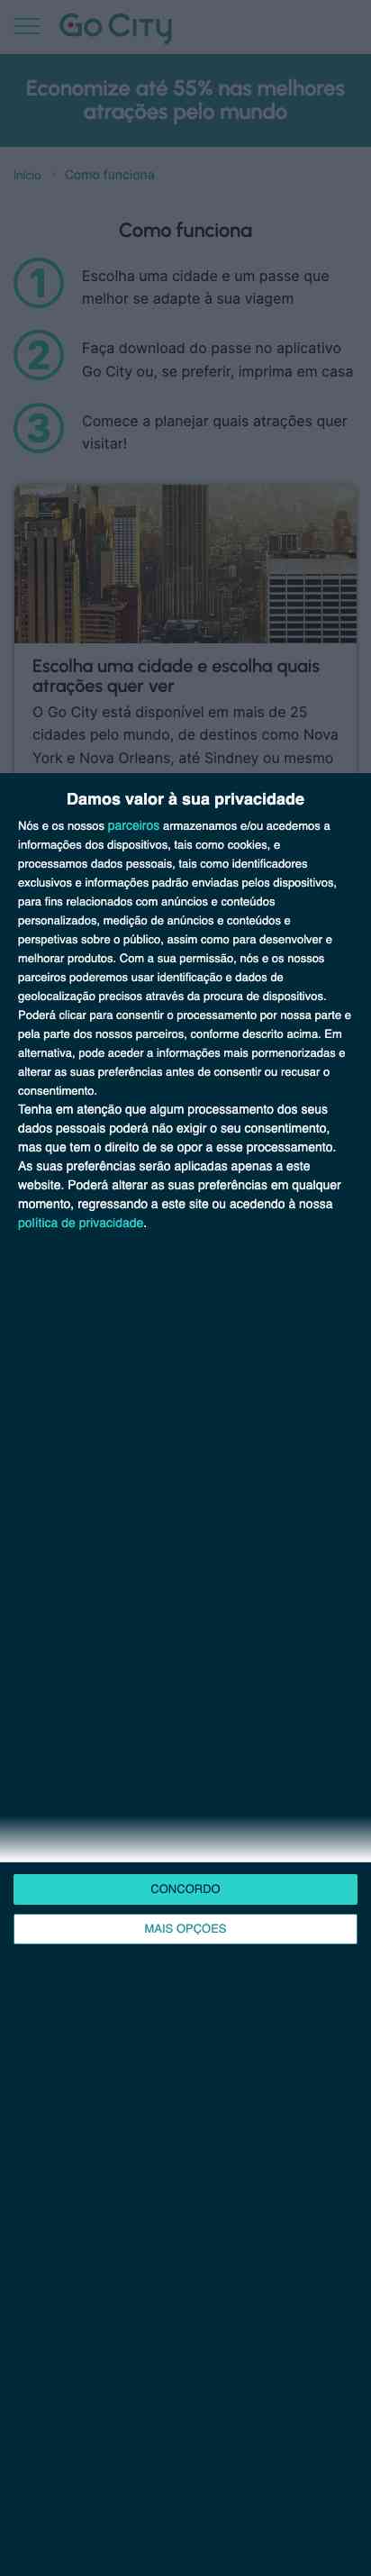 Go City
Economize até 55% nas melhores
atrações pelo mundo
Início
Como funciona
Como funciona
1
Escolha uma cidade e um passe que
melhor se adapte à sua viagem
2
Faça download do passe no aplicativo
Go City ou, se preferir, imprima em casa
3
Comece a planejar quais atrações quer
visitar!
Escolha uma cidade e escolha quais
atrações quer ver
O Go City está disponível em mais de 25
cidades pelo mundo, de destinos como Nova
York e Nova Orleans, até Sindney ou mesmo
Damos valor à sua privacidade
Nós e os nossos parceiros armazenamos e/ou acedemos a
informações dos dispositivos, tais como cookies, e
processamos dados pessoais, tais como identificadores
exclusivos e informações padrão enviadas pelos dispositivos,
para fins relacionados com anúncios e conteúdos
personalizados, medição de anúncios e conteúdos e
perspetivas sobre o público, assim como para desenvolver e
melhorar produtos. Com a sua permissão, nós e os nossos
parceiros poderemos usar identificação e dados de
geolocalização precisos através da procura de dispositivos.
Poderá clicar para consentir o processamento por nossa parte e
pela parte dos nossos parceiros, conforme descrito acima. Em
alternativa, pode aceder a informações mais pormenorizadas e
alterar as suas preferências antes de consentir ou recusar o
consentimento.
Tenha em atenção que algum processamento dos seus
dados pessoais poderá não exigir o seu consentimento,
mas que tem o direito de se opor a esse processamento.
As suas preferências serão aplicadas apenas a este
website. Poderá alterar as suas preferências em qualquer
momento, regressando a este site ou acedendo à nossa
política de privacidade.
CONCORDO
MAIS OPÇÕES